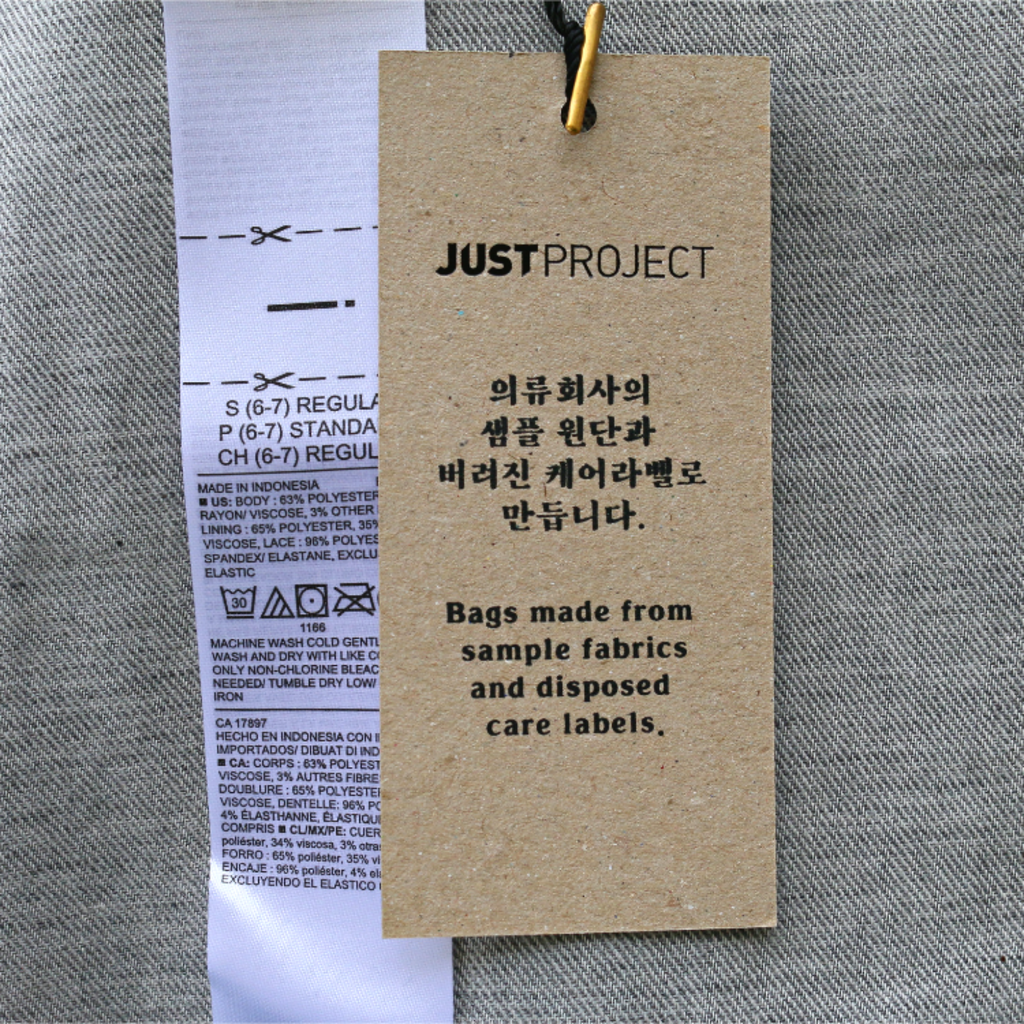 S (6-7) REGULA
P (6-7) STANDA
CH (6-7) REGUL
MADE IN INDONESIA
■ US: BODY : 63% POLYESTER
RAYON/ VISCOSE, 3% OTHER
LINING : 65% POLYESTER, 35%
VISCOSE, LACE : 96% POLYES
SPANDEX/ ELASTANE, EXCLU
ELASTIC
30
1166
MACHINE WASH COLD GENTL
WASH AND DRY WITH LIKE CO
ONLY NON-CHLORINE BLEAC
NEEDED/ TUMBLE DRY LOW/
IRON
CA 17897
HECHO EN INDONESIA CON I
IMPORTADOS/ DIBUAT DI IND
■ CA: CORPS : 63% POLYEST
VISCOSE, 3% AUTRES FIBRE
DOUBLURE : 65% POLYESTE
VISCOSE, DENTELLE: 96% PO
4% ÉLASTHANNE, ÉLASTIQU
COMPRIS ■ CL/MX/PE: CUER
poliéster, 34% viscosa, 3% otras
FORRO : 65% poliéster, 35% vi
ENCAJE : 96% poliéster, 4% el
EXCLUYENDO EL ELASTICO
JUSTPROJECT
의류회사의
샘플 원단과
버려진 케어라벨로
만듭니다.
Bags made from
sample fabrics
and disposed
care labels.